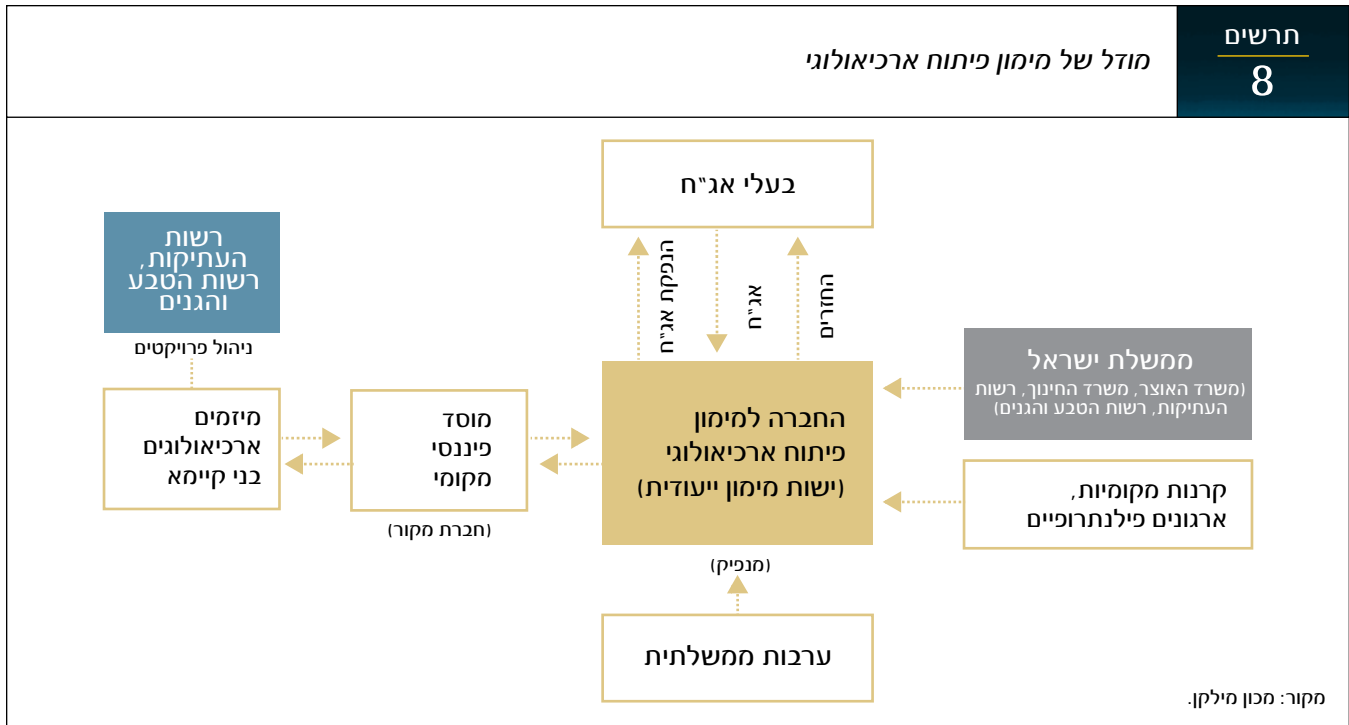 תרשים
8
מודל של מימון פיתוח ארכיאולוגי
בעלי אג"ח
הנפקת אג"ח
אג"ח
החזרים
רשות
העתיקות,
רשות הטבע
והגנים
ניהול פרויקטים
מיזמים
ארכיאולוגים
בני קיימא
מוסד
פיננסי
מקומי
(חברת מקור)
החברה למימון
פיתוח ארכיאולוגי
(ישות מימון ייעודית)
(מנפיק)
ממשלת ישראל
(משרד האוצר, משרד החינוך, רשות
העתיקות, רשות הטבע והגנים)
קרנות מקומיות,
ארגונים פילנתרופיים
ערבות ממשלתית
מקור: מכון מילקן.